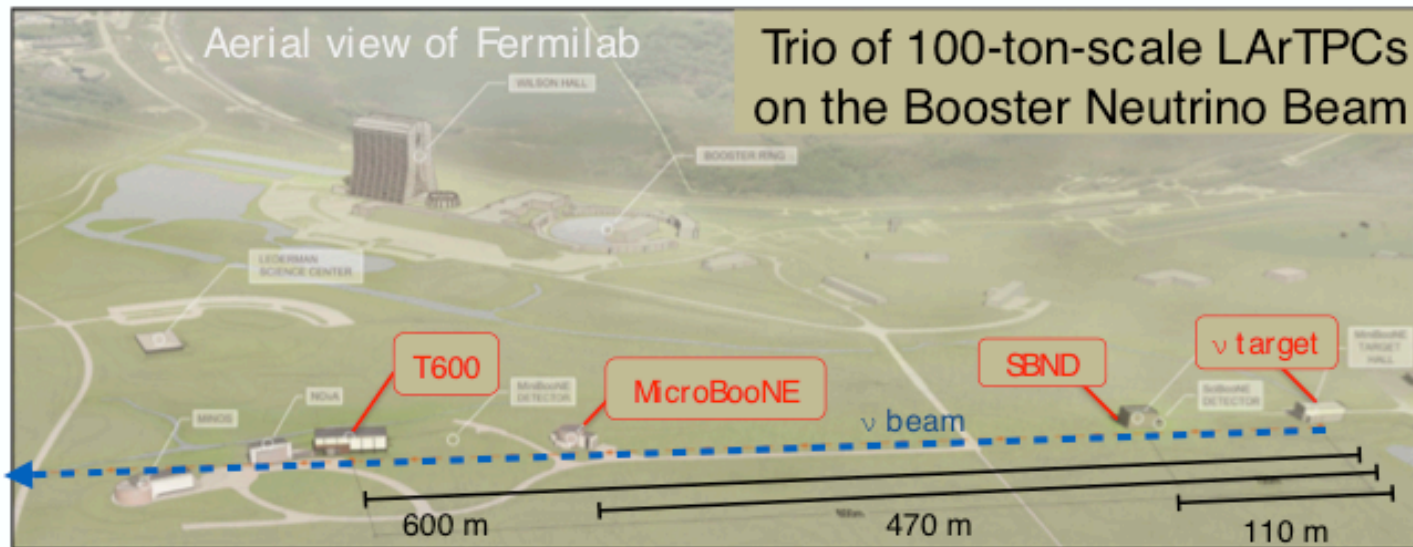 Aerial view of Fermilab
Trio of 100-ton-scale LArTPCs
on the Booster Neutrino Beam
WILSON HALL
BOOSTER RING
LEDERMAN
SCIENCE CENTER
T600
MicroBooNE
SBND
ν target
MiniBooNE
TARGET
HALL
MiniBooNE
DETECTOR
SciBooNE
DETECTOR
NOvA
MINOS
ν beam
600 m
470 m
110 m